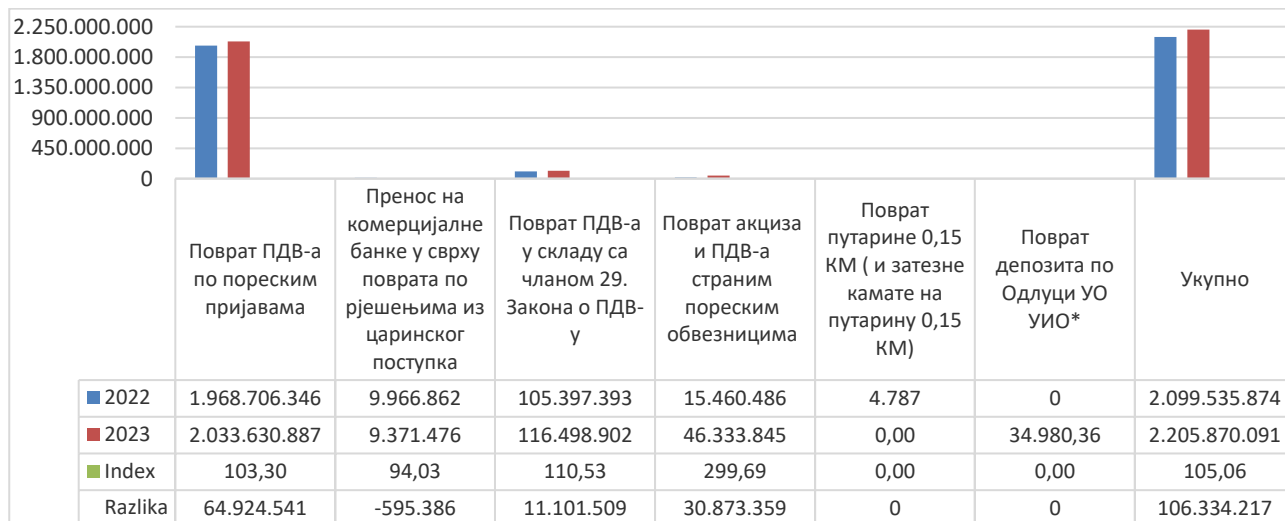 2.250.000.000
1.800.000.000
1.350.000.000
900.000.000
450.000.000
0
Поврат ПДВ-а
по пореским
пријавама
Пренос на
комерцијалне
банке у сврху
поврата по
рјешењима из
царинског
поступка
Поврат ПДВ-а
у складу са
чланом 29.
Закона о ПДВ-
у
Поврат акциза
и ПДВ-а
страним
пореским
обвезницима
Поврат
путарине 0,15
КМ ( и затезне
камате на
путарину 0,15
КМ)
Поврат
депозита по
Одлуци УО
УИО*
Укупно
2022 1.968.706.346 9.966.862 105.397.393 15.460.486 4.787 0 2.099.535.874
2023 2.033.630.887 9.371.476 116.498.902 46.333.845 0,00 34.980,36 2.205.870.091
Index 103,30 94,03 110,53 299,69 0,00 0,00 105,06
Razlika 64.924.541 -595.386 11.101.509 30.873.359 0 0 106.334.217